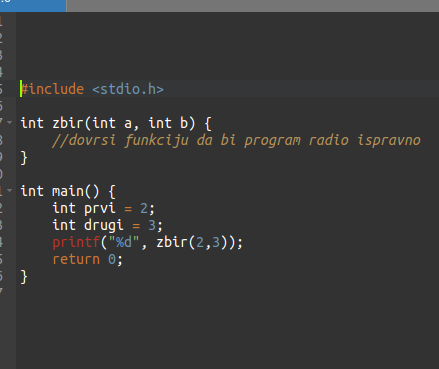 #include <stdio.h>
int zbir(int a, int b) {
//dovrsi funkciju da bi program radio ispravno
}
int main() {
int prvi = 2;
int drugi = 3;
printf("%d", zbir(2,3));
return 0;
}